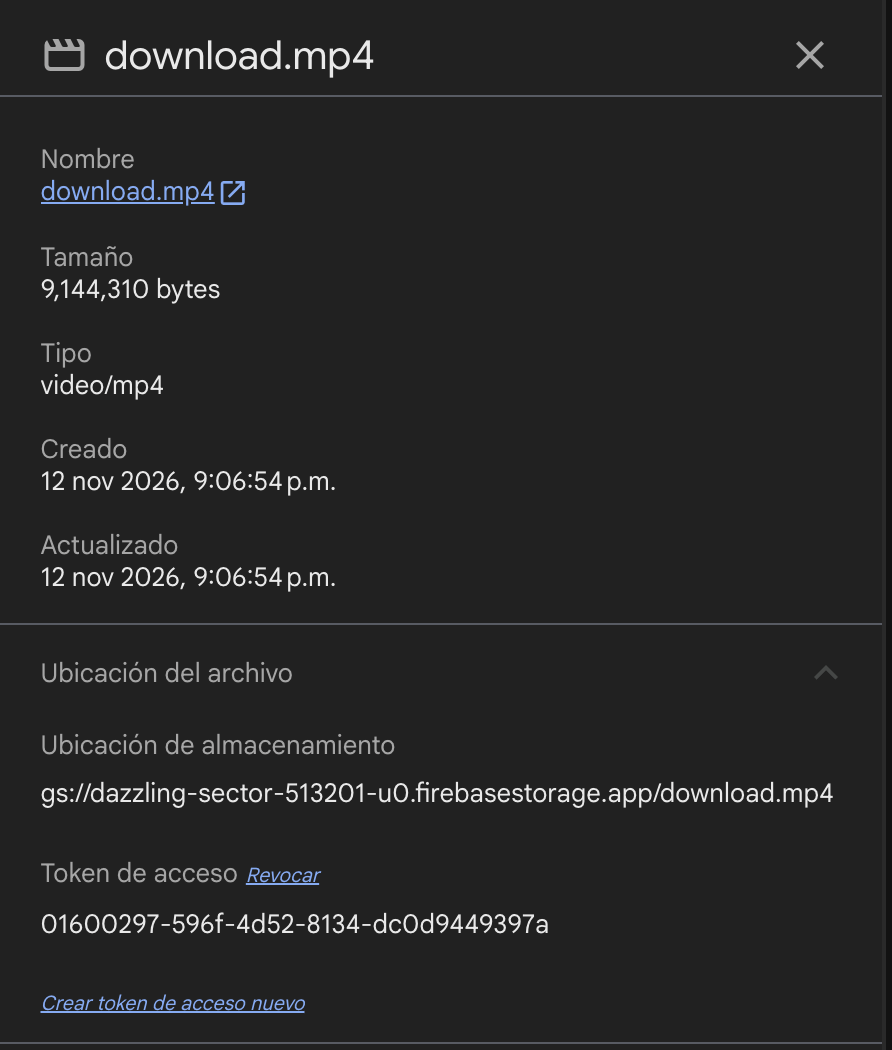 download.mp4
Nombre
download.mp4
Tamaño
9,144,310 bytes
Tipo
video/mp4
Creado
12 nov 2026, 9:06:54 p.m.
Actualizado
12 nov 2026, 9:06:54 p.m.
Ubicación del archivo
Ubicación de almacenamiento
gs://dazzling-sector-513201-u0.firebasestorage.app/download.mp4
Token de acceso Revocar
01600297-596f-4d52-8134-dc0d9449397a
Crear token de acceso nuevo